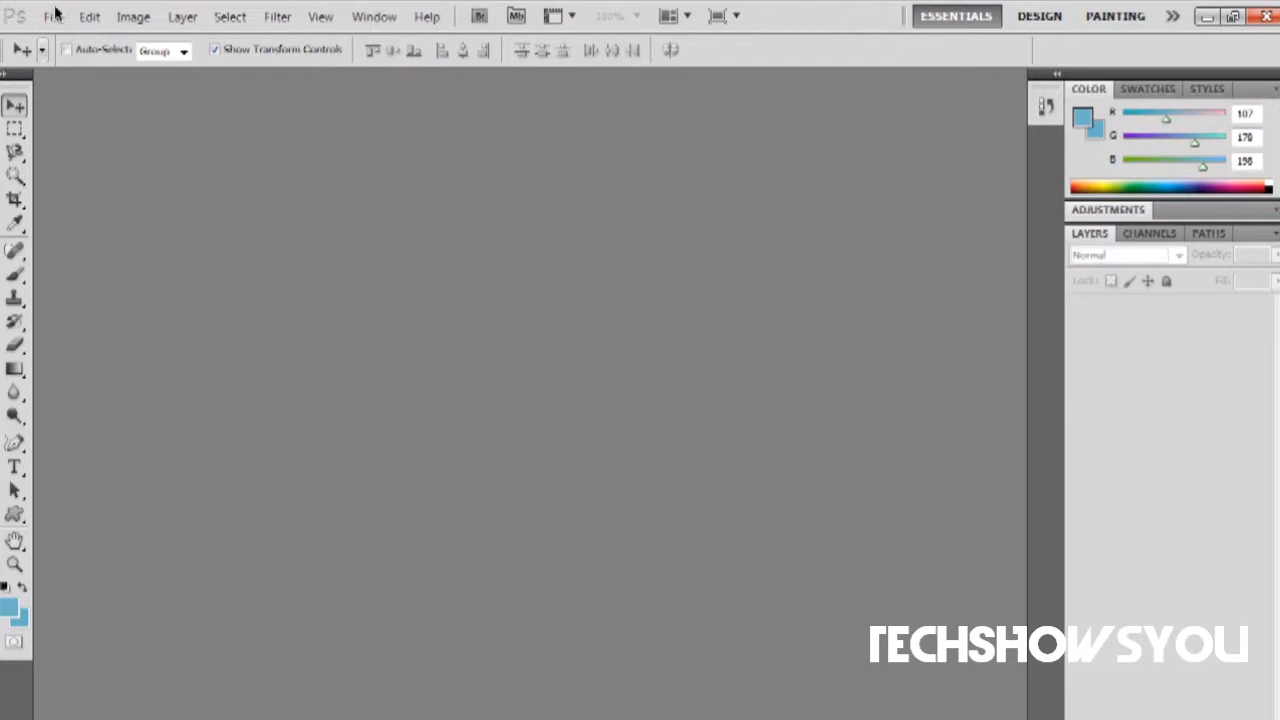 Ps File Edit Image Layer Select Filter View Window Help Br Mb 100% ESSENTIALS DESIGN PAINTING
Auto-Select: Group Show Transform Controls
COLOR SWATCHES STYLES
R 107
G 170
B 198
ADJUSTMENTS
LAYERS CHANNELS PATHS
Normal Opacity:
Lock: Fill:
T
TECHSHOWSYOU